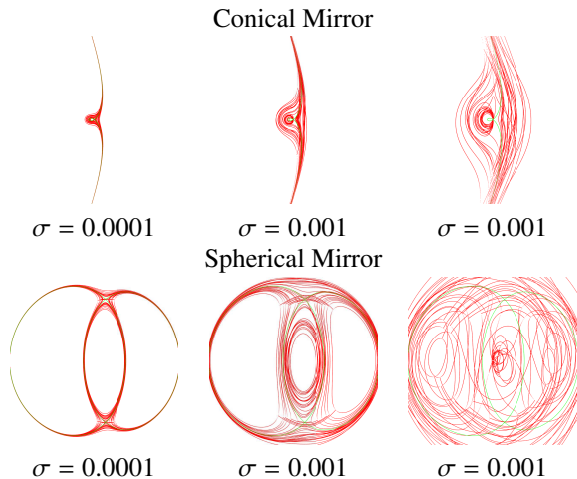 Conical Mirror
σ = 0.0001 σ = 0.001 σ = 0.001
Spherical Mirror
σ = 0.0001 σ = 0.001 σ = 0.001